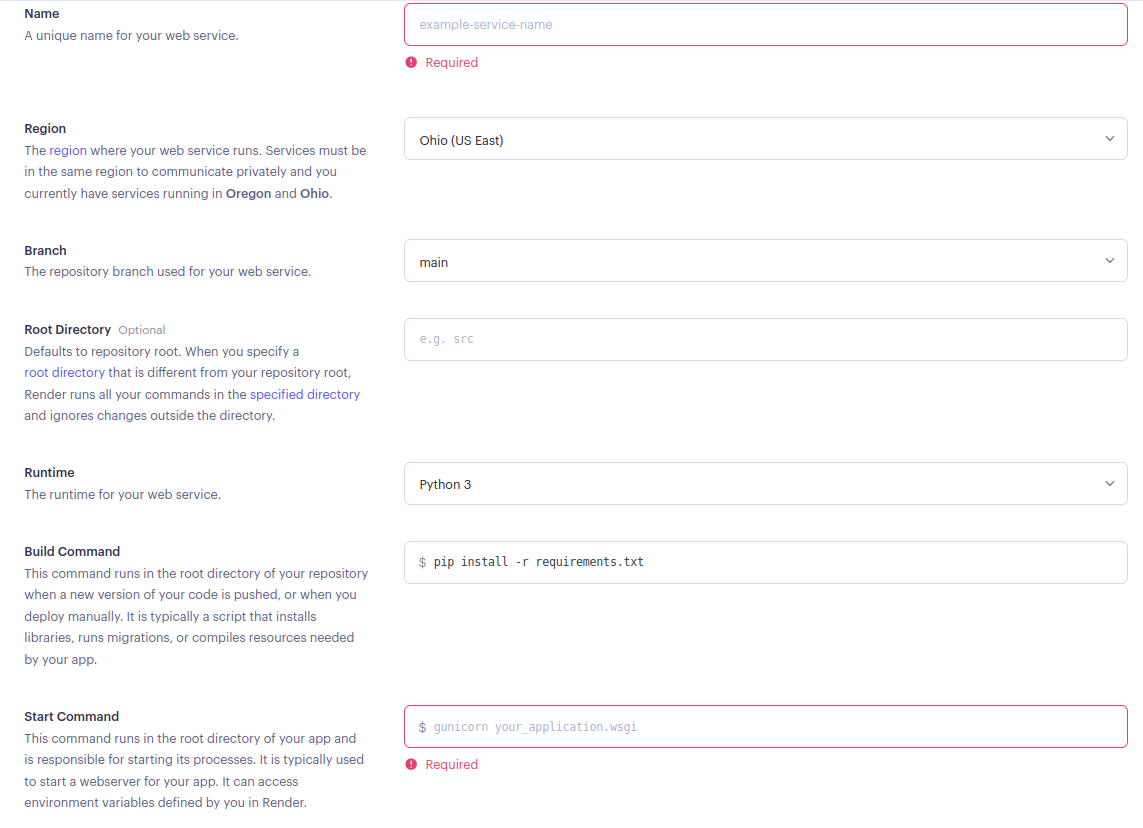 Name
A unique name for your web service.
example-service-name
Required
Region
The region where your web service runs. Services must be
in the same region to communicate privately and you
currently have services running in Oregon and Ohio.
Ohio (US East)
Branch
The repository branch used for your web service.
main
Root Directory Optional
Defaults to repository root. When you specify a
root directory that is different from your repository root,
Render runs all your commands in the specified directory
and ignores changes outside the directory.
e.g. src
Runtime
The runtime for your web service.
Python 3
Build Command
This command runs in the root directory of your repository
when a new version of your code is pushed, or when you
deploy manually. It is typically a script that installs
libraries, runs migrations, or compiles resources needed
by your app.
$ pip install -r requirements.txt
Start Command
This command runs in the root directory of your app and
is responsible for starting its processes. It is typically used
to start a webserver for your app. It can access
environment variables defined by you in Render.
$ gunicorn your_application.wsgi
Required